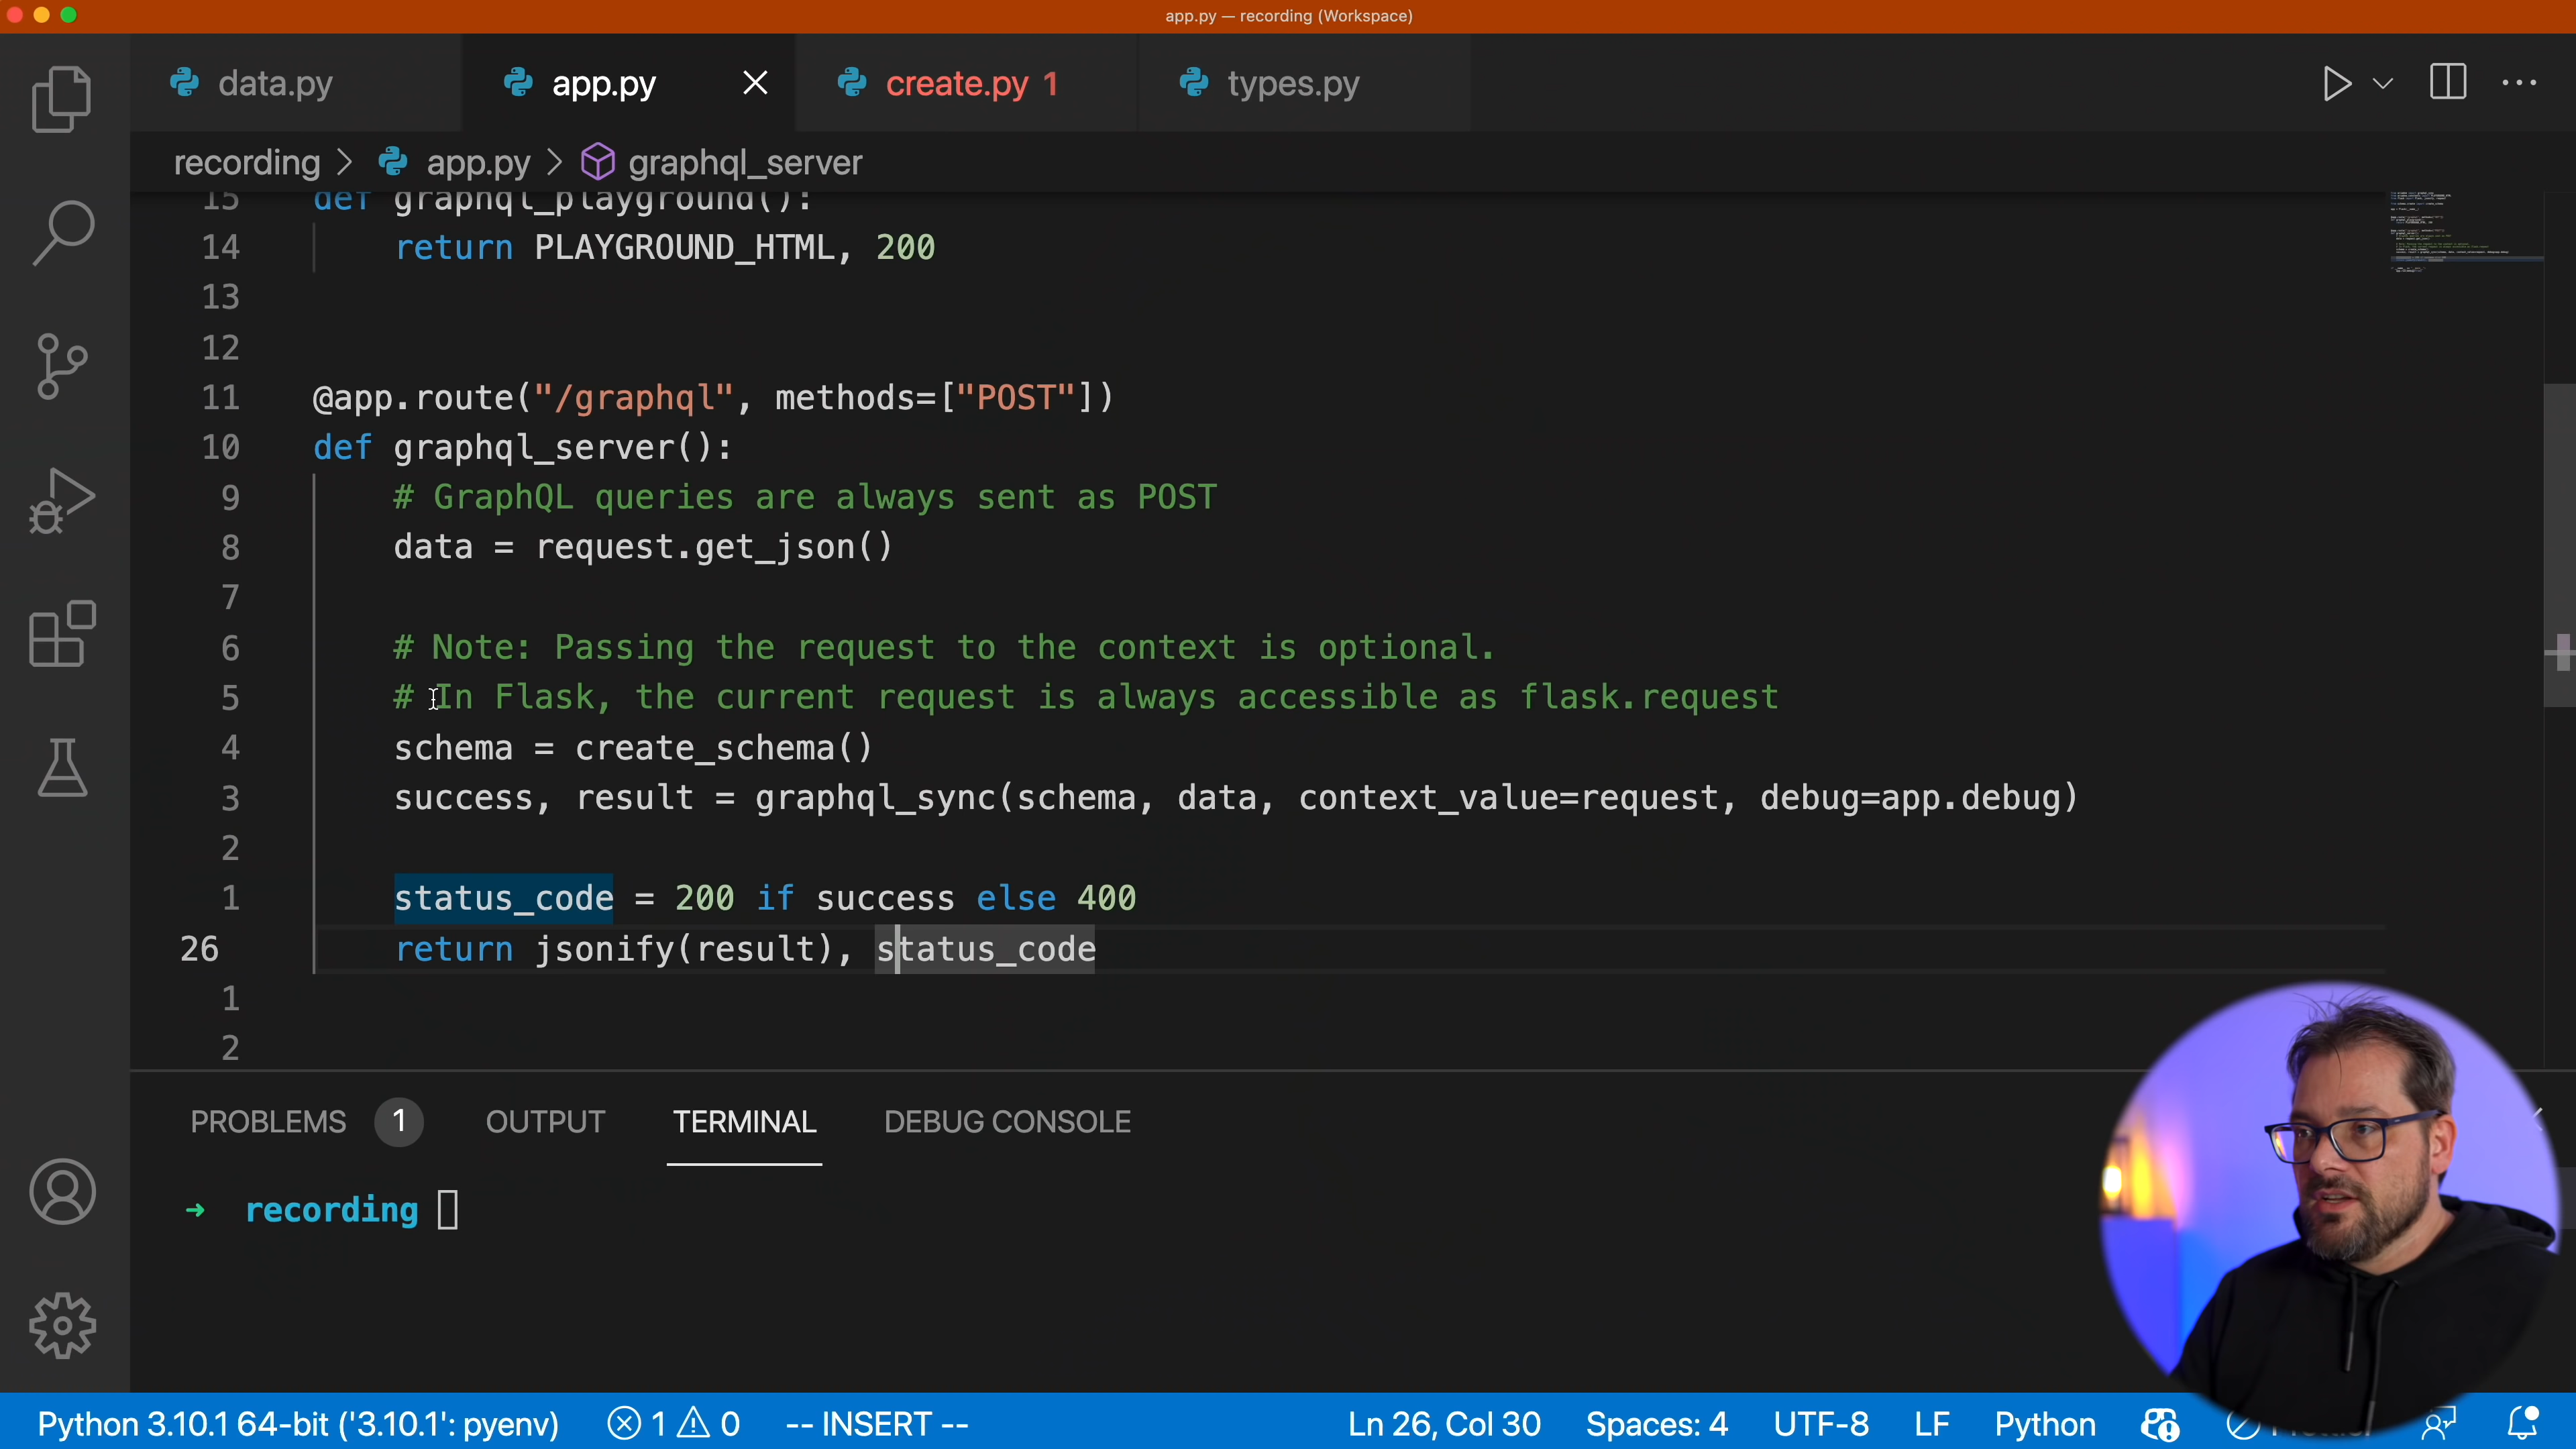 app.py — recording (Workspace)
data.py
app.py
create.py 1
types.py
recording > app.py > graphql_server
15 def graphql_playground():
14 return PLAYGROUND_HTML, 200
13
12
11 @app.route("/graphql", methods=["POST"])
10 def graphql_server():
9 # GraphQL queries are always sent as POST
8 data = request.get_json()
7
6 # Note: Passing the request to the context is optional.
5 # In Flask, the current request is always accessible as flask.request
4 schema = create_schema()
3 success, result = graphql_sync(schema, data, context_value=request, debug=app.debug)
2
1 status_code = 200 if success else 400
26 return jsonify(result), status_code
1
2
PROBLEMS 1 OUTPUT TERMINAL DEBUG CONSOLE
→ recording
Python 3.10.1 64-bit ('3.10.1': pyenv) 1 0 -- INSERT -- Ln 26, Col 30 Spaces: 4 UTF-8 LF Python